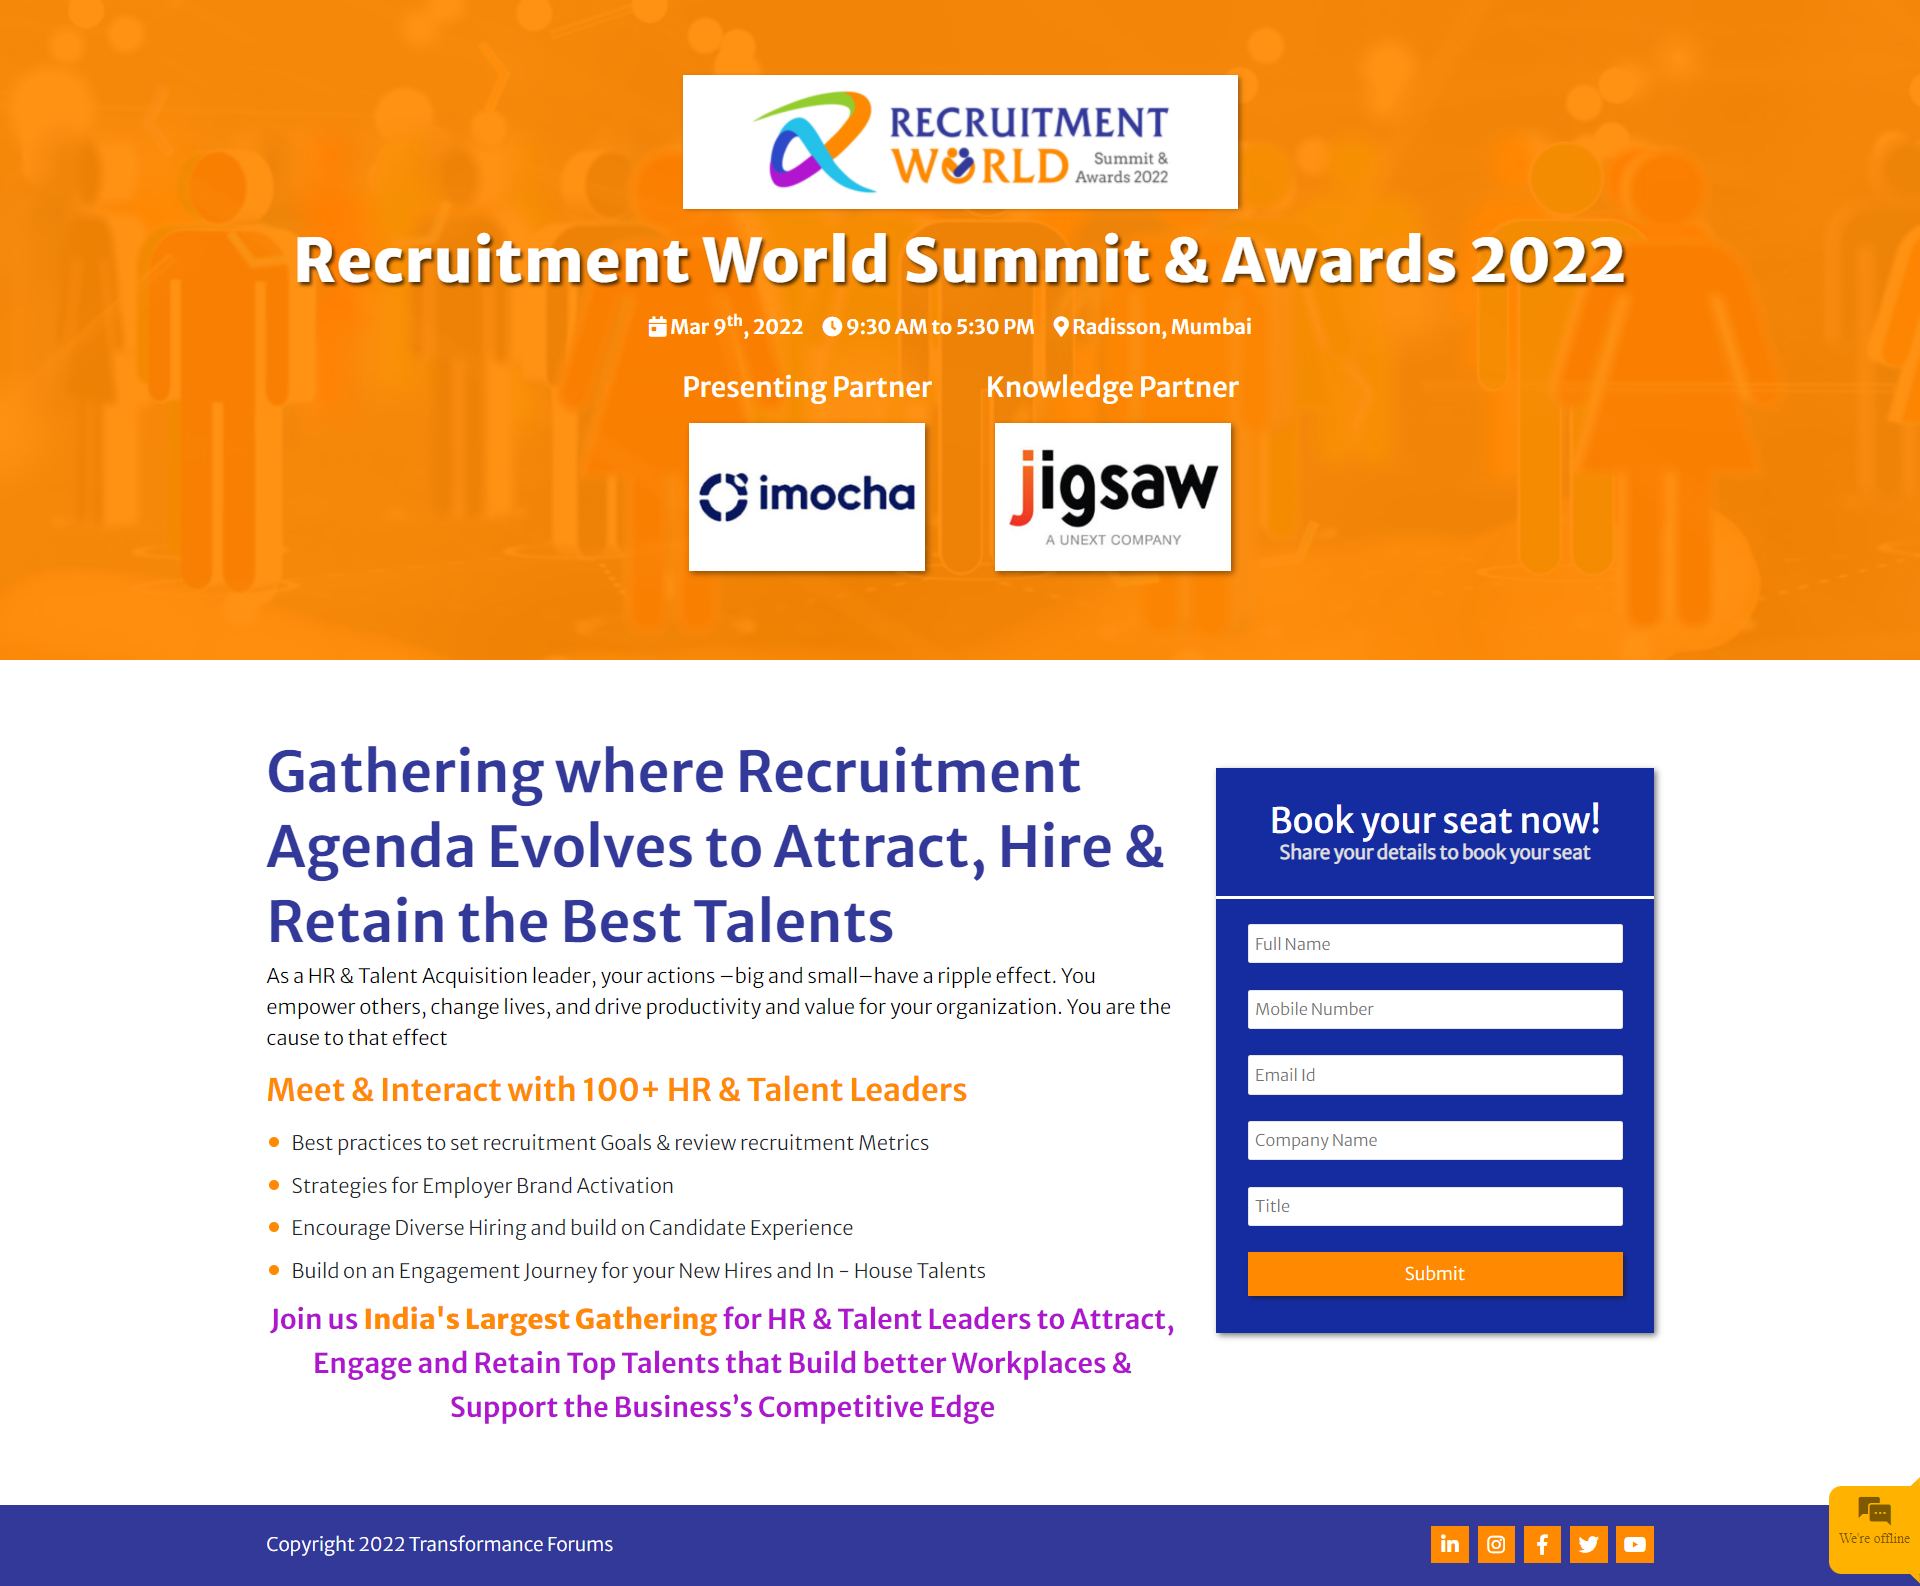 RECRUITMENT
WORLD Summit &
Awards 2022
Recruitment World Summit & Awards 2022
Mar 9th, 2022 9:30 AM to 5:30 PM Radisson, Mumbai
Presenting Partner Knowledge Partner
imocha
jigsaw
A UNEXT COMPANY
Gathering where Recruitment
Agenda Evolves to Attract, Hire &
Retain the Best Talents
As a HR & Talent Acquisition leader, your actions –big and small–have a ripple effect. You
empower others, change lives, and drive productivity and value for your organization. You are the
cause to that effect
Meet & Interact with 100+ HR & Talent Leaders
Best practices to set recruitment Goals & review recruitment Metrics
Strategies for Employer Brand Activation
Encourage Diverse Hiring and build on Candidate Experience
Build on an Engagement Journey for your New Hires and In - House Talents
Join us India's Largest Gathering for HR & Talent Leaders to Attract,
Engage and Retain Top Talents that Build better Workplaces &
Support the Business’s Competitive Edge
Book your seat now!
Share your details to book your seat
Full Name
Mobile Number
Email Id
Company Name
Title
Submit
Copyright 2022 Transformance Forums
We're offline